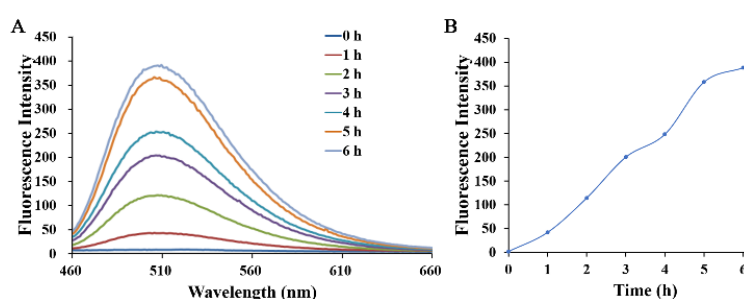 A
Fluorescence Intensity
450
400
350
300
250
200
150
100
50
0
460
510
560
610
660
Wavelength (nm)
0 h
1 h
2 h
3 h
4 h
5 h
6 h
B
Fluorescence Intensity
450
400
350
300
250
200
150
100
50
0
0
1
2
3
4
5
6
Time (h)